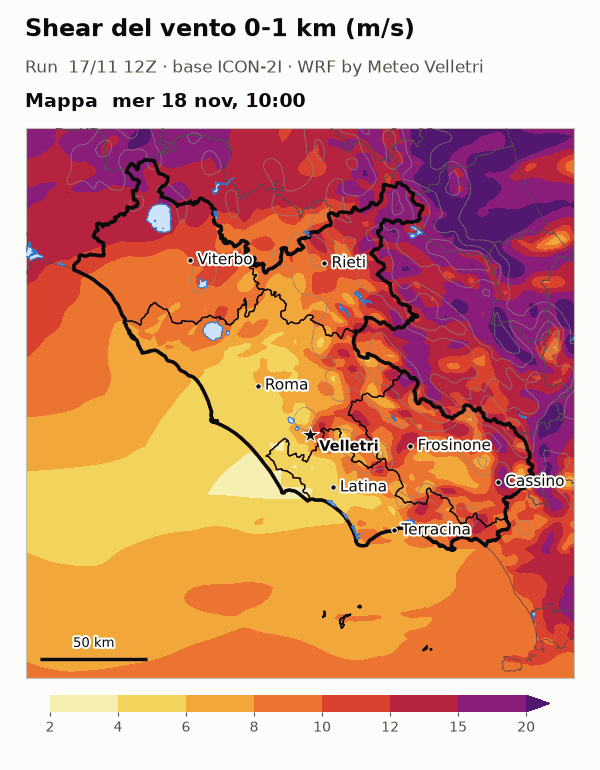 Shear del vento 0-1 km (m/s)
Run  17/11 12Z · base ICON-2I · WRF by Meteo Velletri
Mappa  mer 18 nov, 10:00
Viterbo
Rieti
Roma
Velletri
Frosinone
Cassino
Latina
Terracina
50 km
2 4 6 8 10 12 15 20